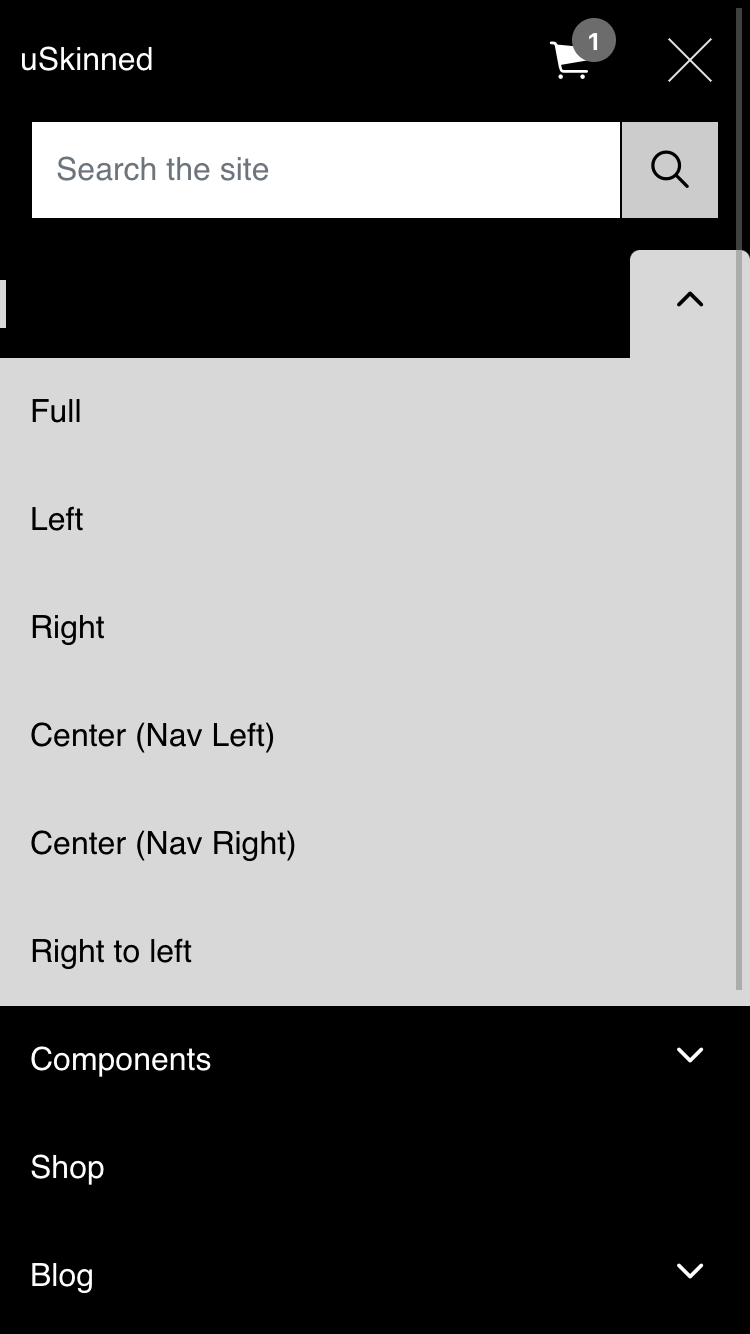 uSkinned
1
Search the site
Full
Left
Right
Center (Nav Left)
Center (Nav Right)
Right to left
Components
Shop
Blog